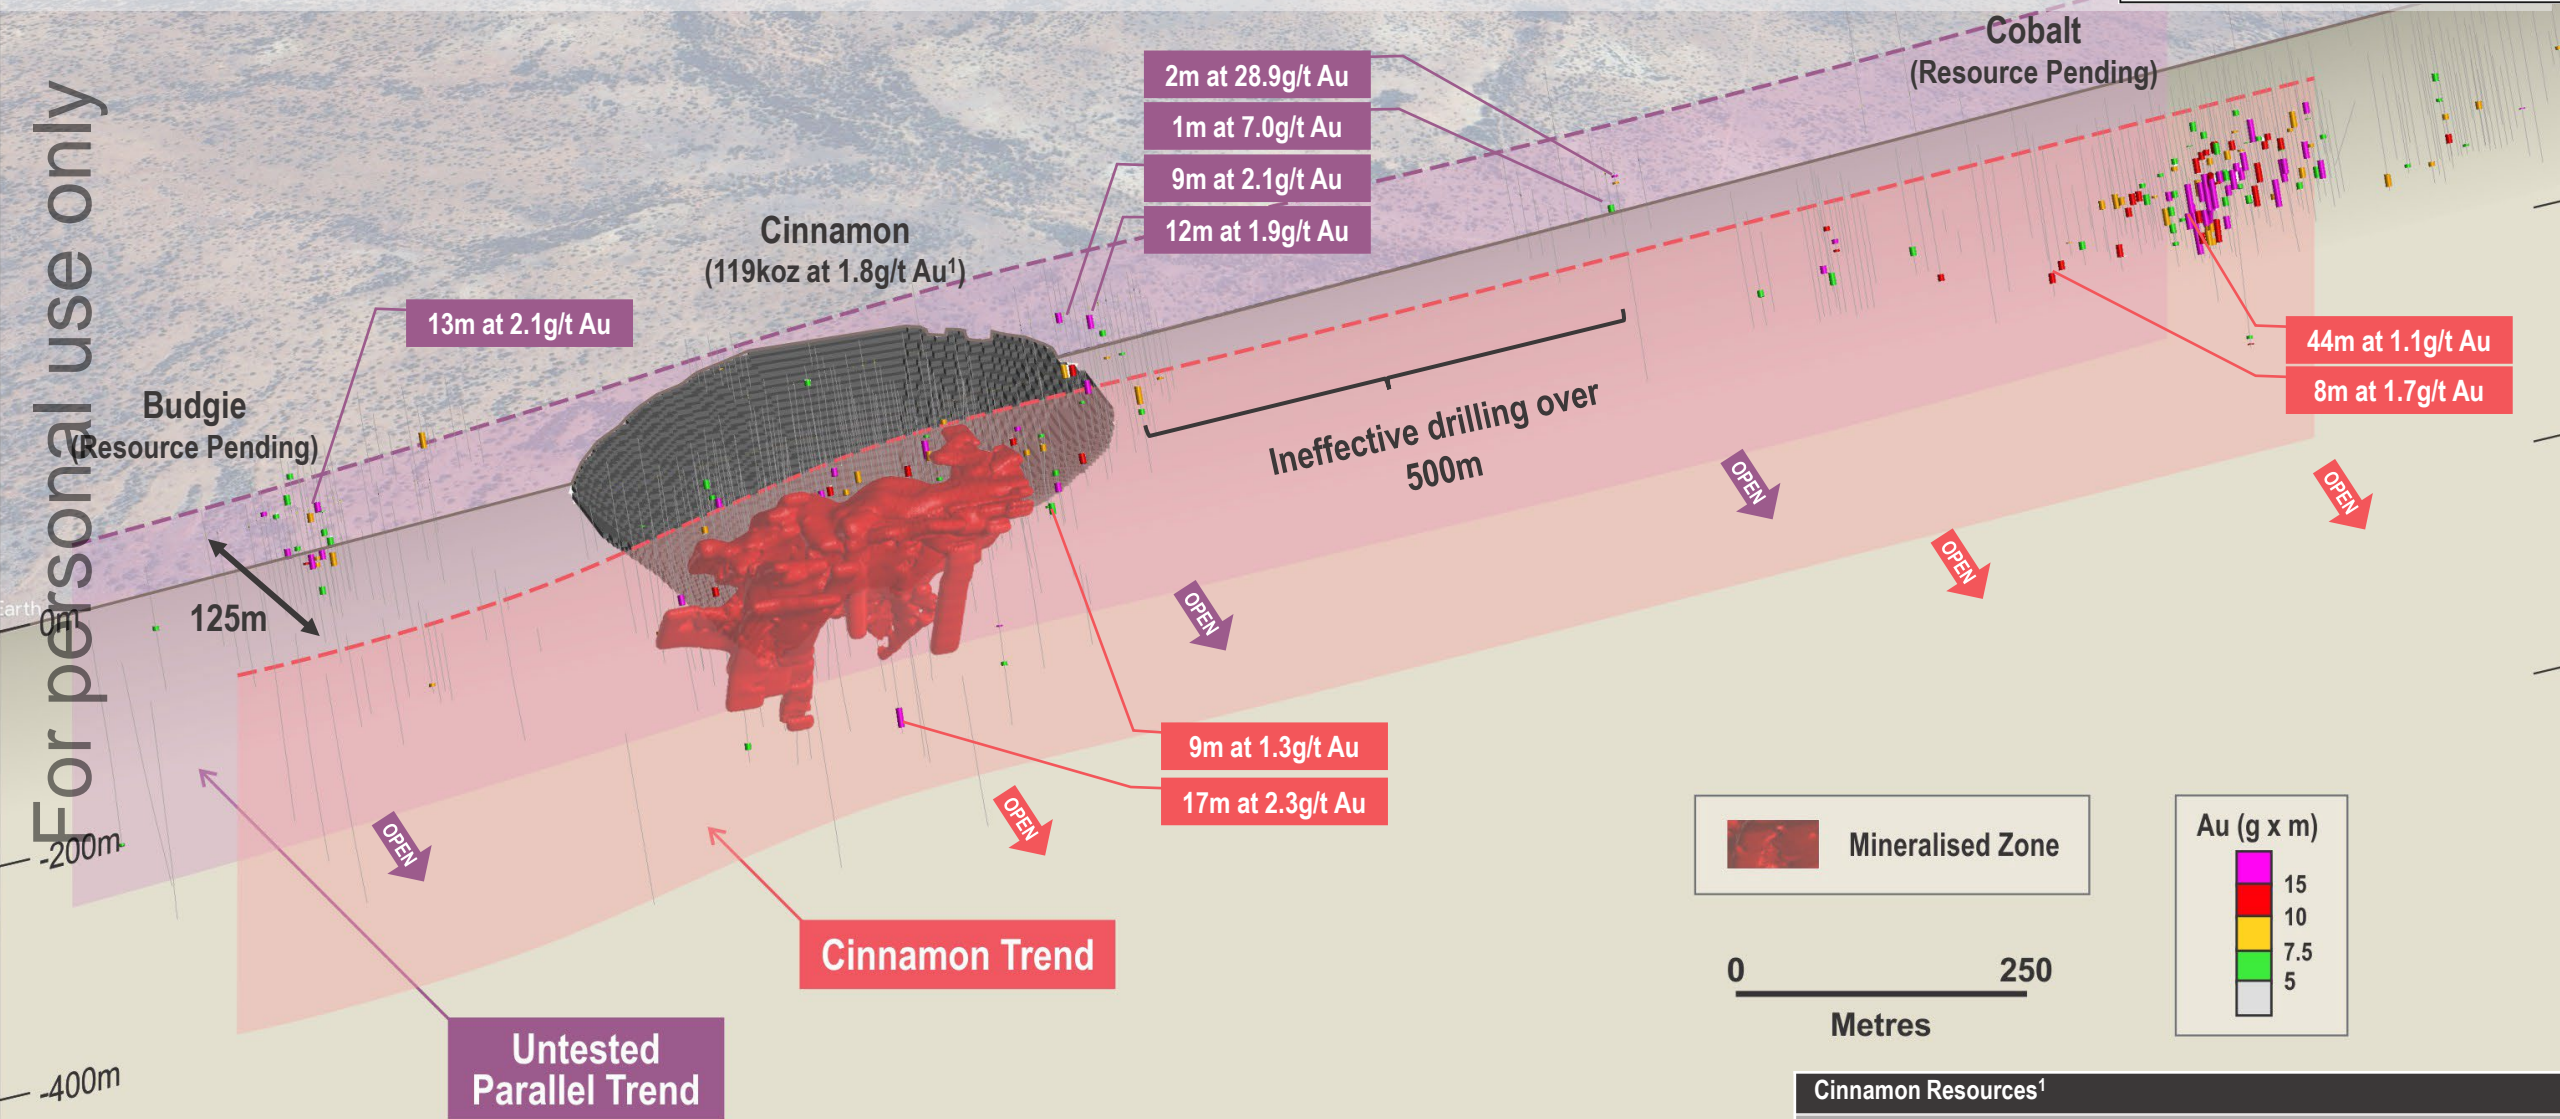 For personal use only
Cobalt
(Resource Pending)
2m at 28.9g/t Au
1m at 7.0g/t Au
9m at 2.1g/t Au
12m at 1.9g/t Au
Cinnamon
(119koz at 1.8g/t Au¹)
13m at 2.1g/t Au
Budgie
(Resource Pending)
44m at 1.1g/t Au
8m at 1.7g/t Au
Ineffective drilling over
500m
OPEN
OPEN
OPEN
OPEN
OPEN
OPEN
Earth
0m
125m
-200m
-400m
9m at 1.3g/t Au
17m at 2.3g/t Au
Cinnamon Trend
Untested
Parallel Trend
Mineralised Zone
0 250
Metres
Au (g x m)
15
10
7.5
5
Cinnamon Resources¹